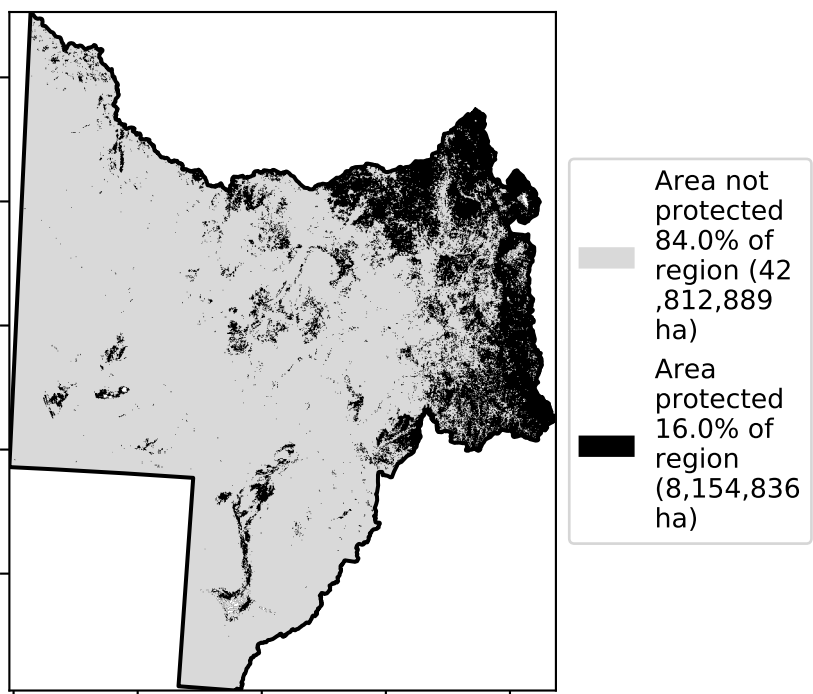 Area not
protected
84.0% of
region (42
,812,889
ha)
Area
protected
16.0% of
region
(8,154,836
ha)